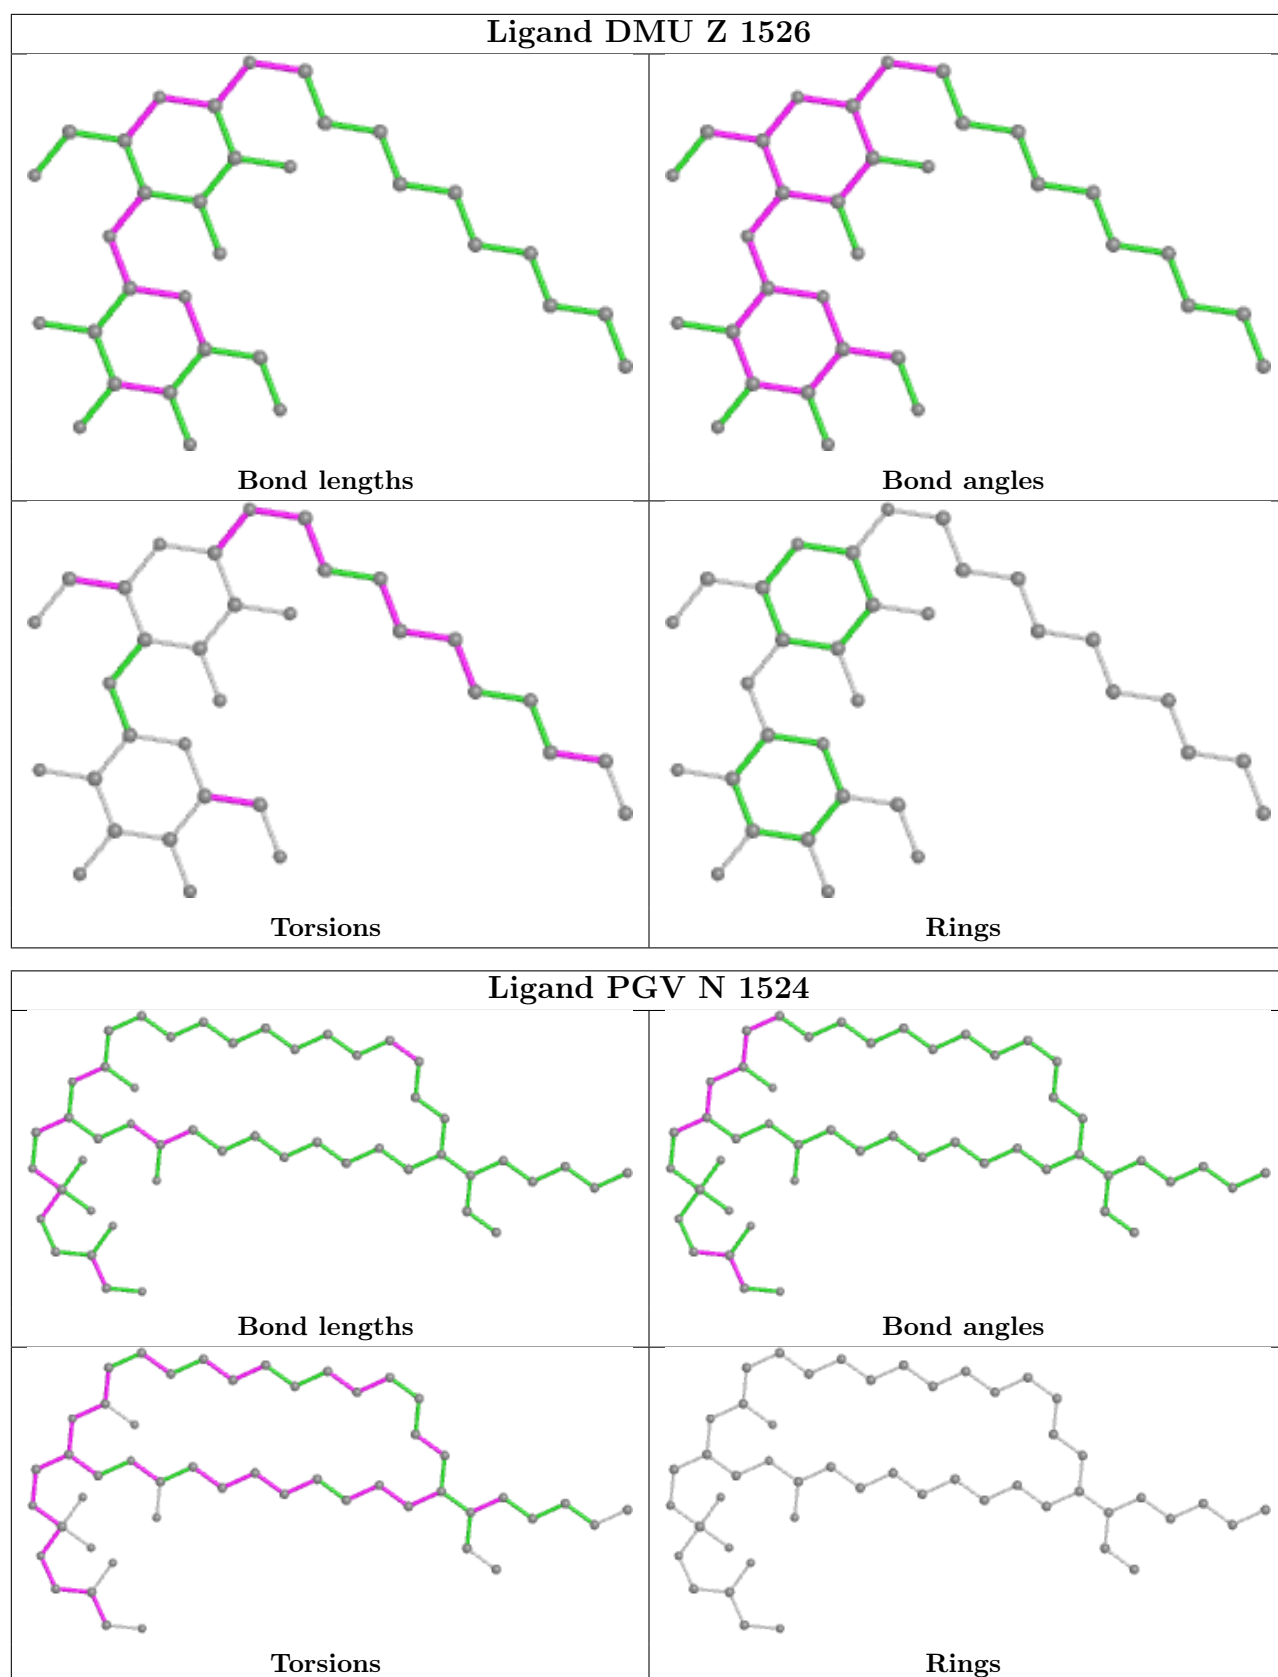 Ligand DMU Z 1526
Bond lengths
Bond angles
Torsions
Rings
Ligand PGV N 1524
Bond lengths
Bond angles
Torsions
Rings